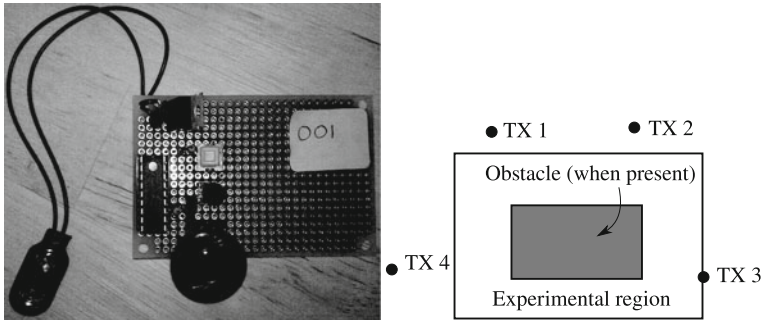 001
TX 1
TX 2
Obstacle (when present)
TX 4
TX 3
Experimental region